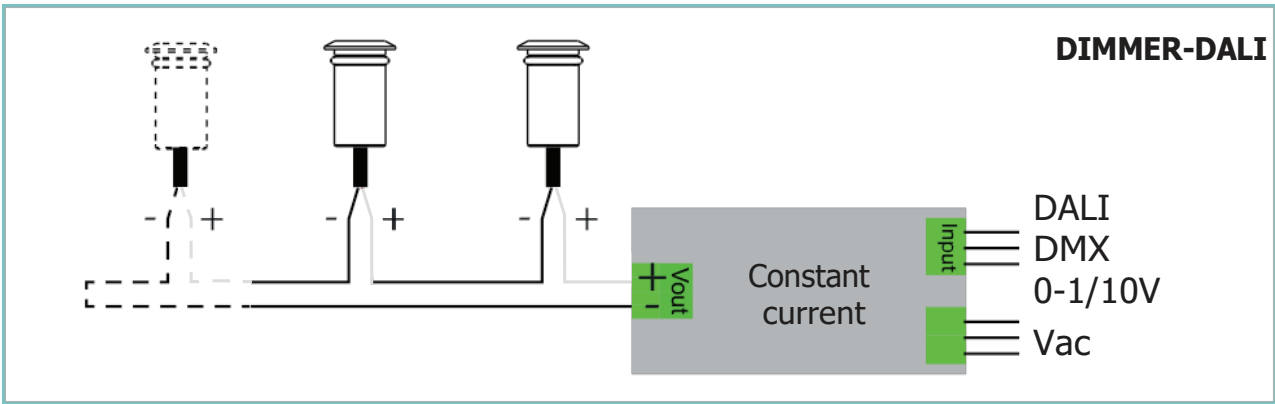 DIMMER-DALI
- + - + - +
+ Vout
-
Constant
current
Input
DALI
DMX
0-1/10V
Vac